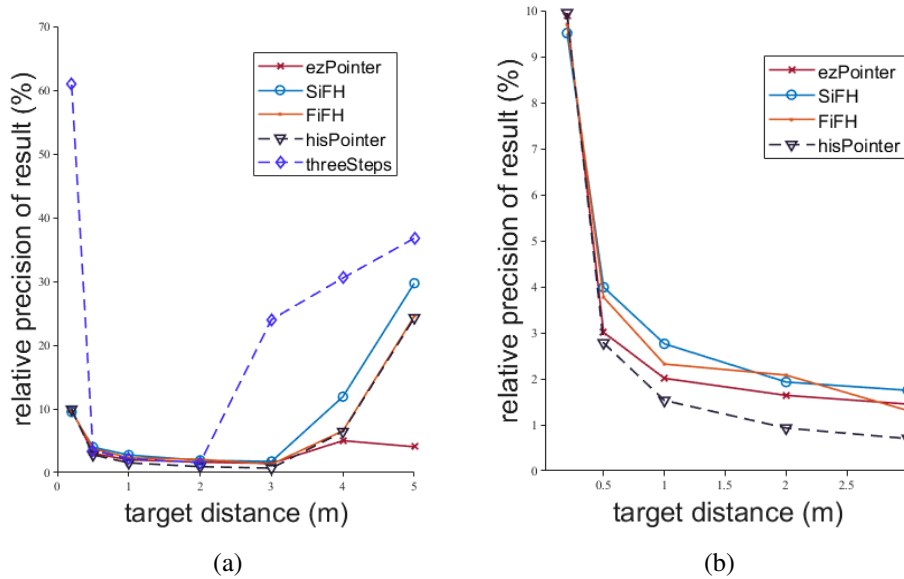 70
60
50
40
30
20
10
0
0
1
2
3
4
5
relative precision of result (%)
target distance (m)
ezPointer
SiFH
FiFH
hisPointer
threeSteps
(a)
10
9
8
7
6
5
4
3
2
1
0
0.5
1
2
2.5
relative precision of result (%)
target distance (m)
ezPointer
SiFH
FiFH
hisPointer
(b)